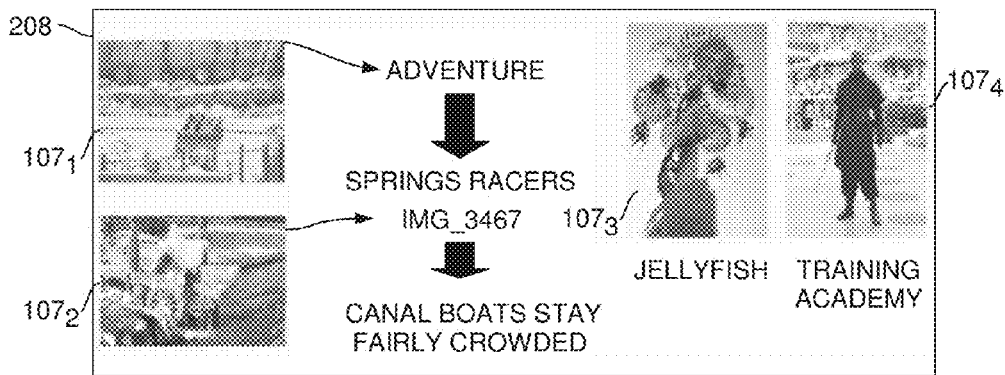 208
107₁
ADVENTURE
SPRINGS RACERS
IMG_3467
107₂
CANAL BOATS STAY
FAIRLY CROWDED
107₃
JELLYFISH
107₄
TRAINING
ACADEMY